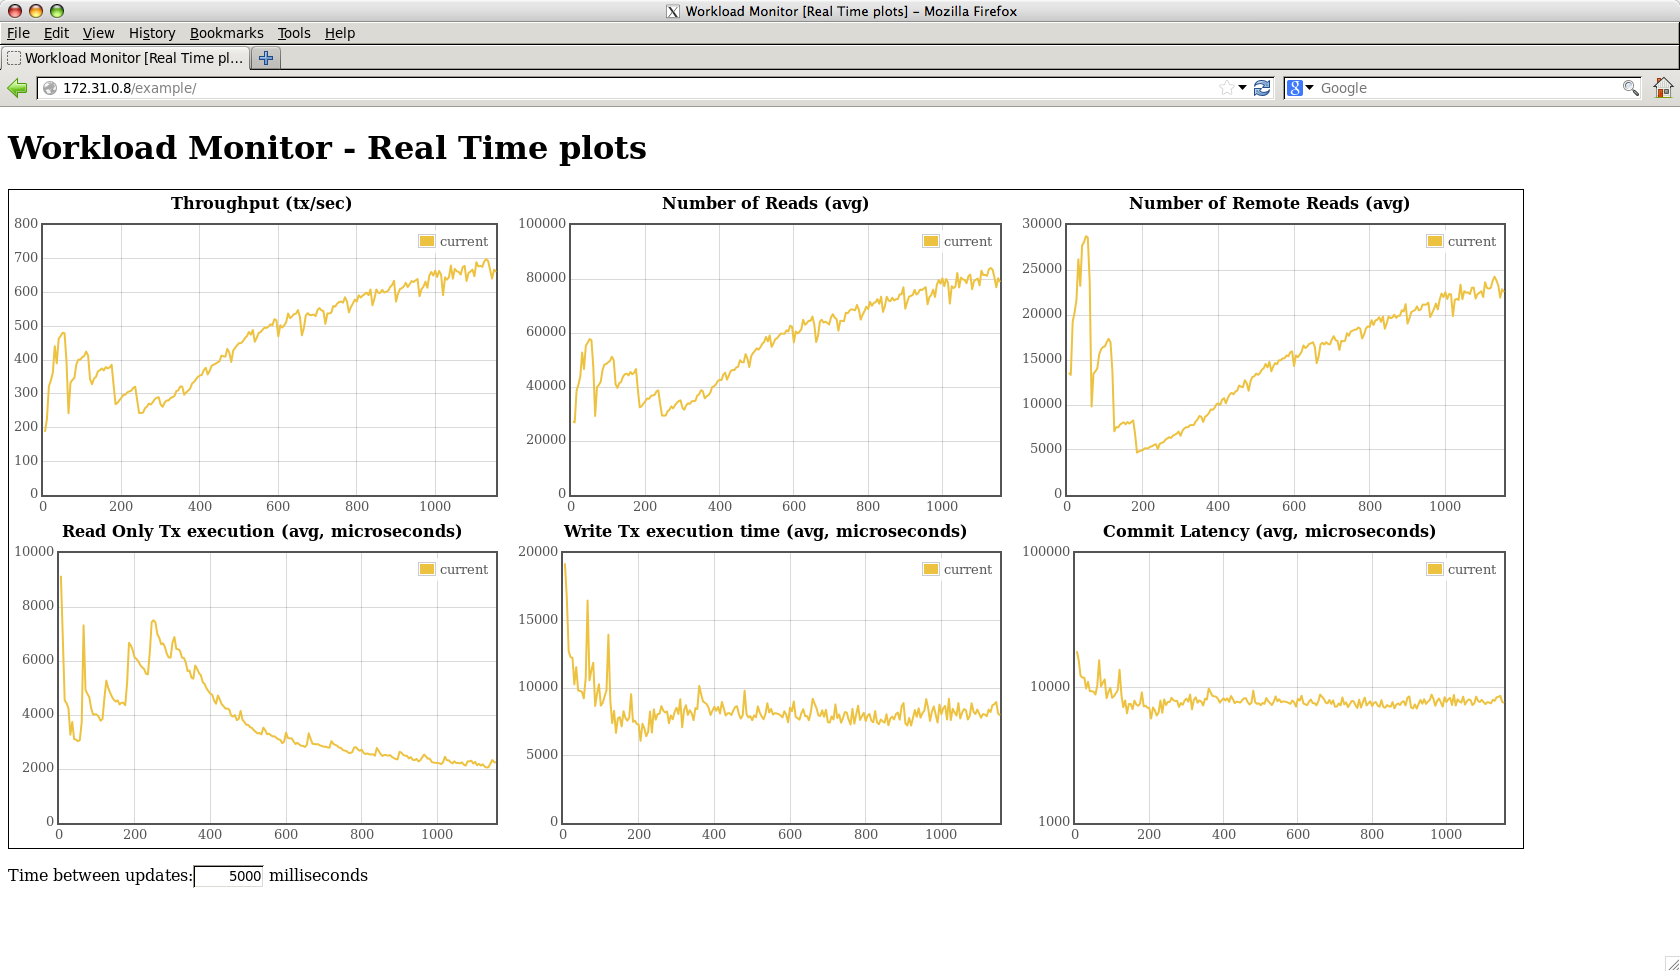 Workload Monitor [Real Time plots] – Mozilla Firefox
File Edit View History Bookmarks Tools Help
Workload Monitor [Real Time pl...
172.31.0.8/example/
8 Google
Workload Monitor - Real Time plots
Throughput (tx/sec)
800
700
600
500
400
300
200
100
0
0 200 400 600 800 1000
current
Number of Reads (avg)
100000
80000
60000
40000
20000
0
0 200 400 600 800 1000
current
Number of Remote Reads (avg)
30000
25000
20000
15000
10000
5000
0
0 200 400 600 800 1000
current
Read Only Tx execution (avg, microseconds)
10000
8000
6000
4000
2000
0
0 200 400 600 800 1000
current
Write Tx execution time (avg, microseconds)
20000
15000
10000
5000
0
0 200 400 600 800 1000
current
Commit Latency (avg, microseconds)
100000
10000
1000
0 200 400 600 800 1000
current
Time between updates: 5000 milliseconds